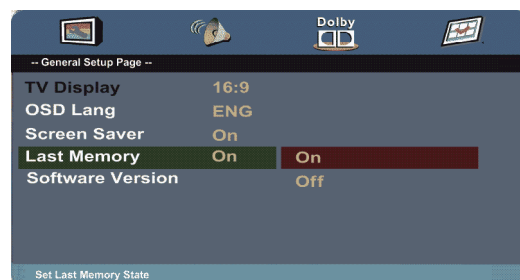 Dolby
-- General Setup Page --
TV Display 16:9
OSD Lang ENG
Screen Saver On
Last Memory On On
Software Version Off
Set Last Memory State